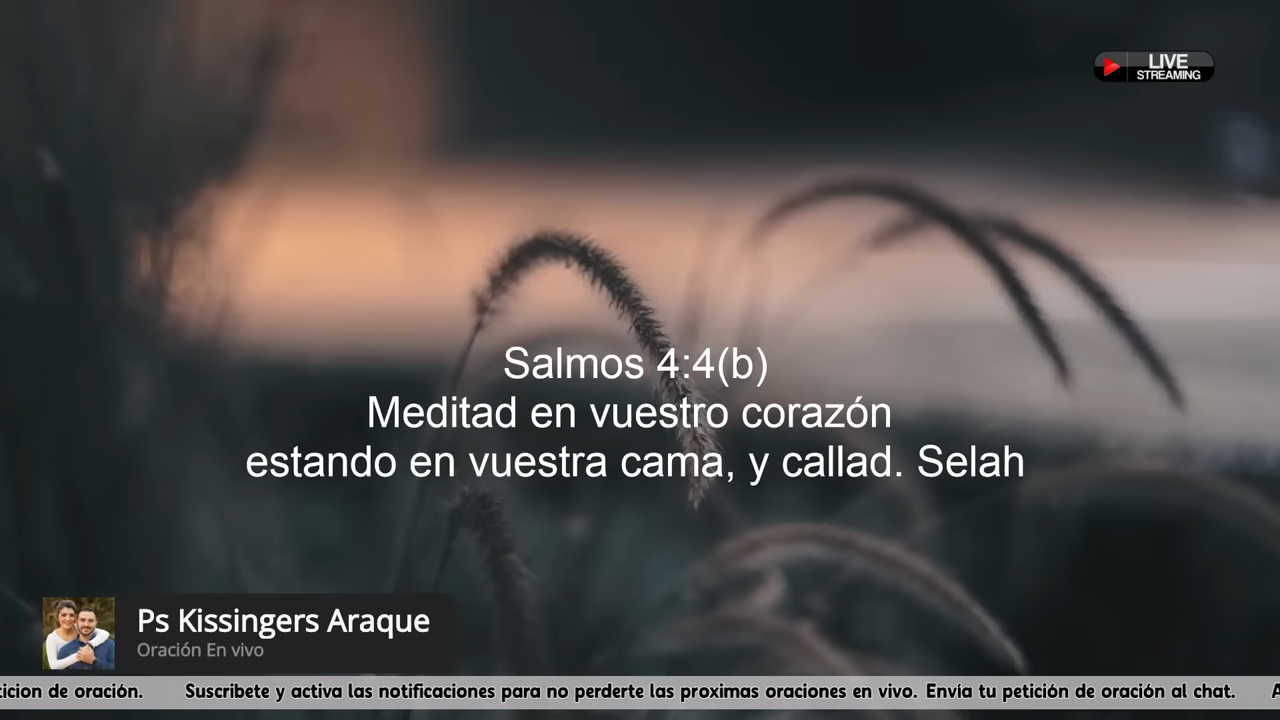 LIVE
STREAMING
Salmos 4:4(b)
Meditad en vuestro corazón
estando en vuestra cama, y callad. Selah
Ps Kissingers Araque
Oración En vivo
ticion de oración. Suscribete y activa las notificaciones para no perderte las proximas oraciones en vivo. Envía tu petición de oración al chat. A